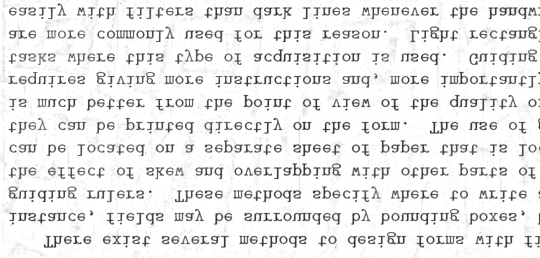 There exist several methods to design forms with fi
instance, fields may be surrounded by bounding boxes,
guiding rulers. These methods specify where to write
the effect of skew and overlapping with other parts of
can be located on a separate sheet of paper that is loc
they can be printed directly on the form. The use of g
is much better from the point of view of the quality o
requires giving more instructions and, more importantly
tasks where this type of acquisition is used. Guiding
are more commonly used for this reason. Light rectangl
easily with filters than dark lines whenever the handw